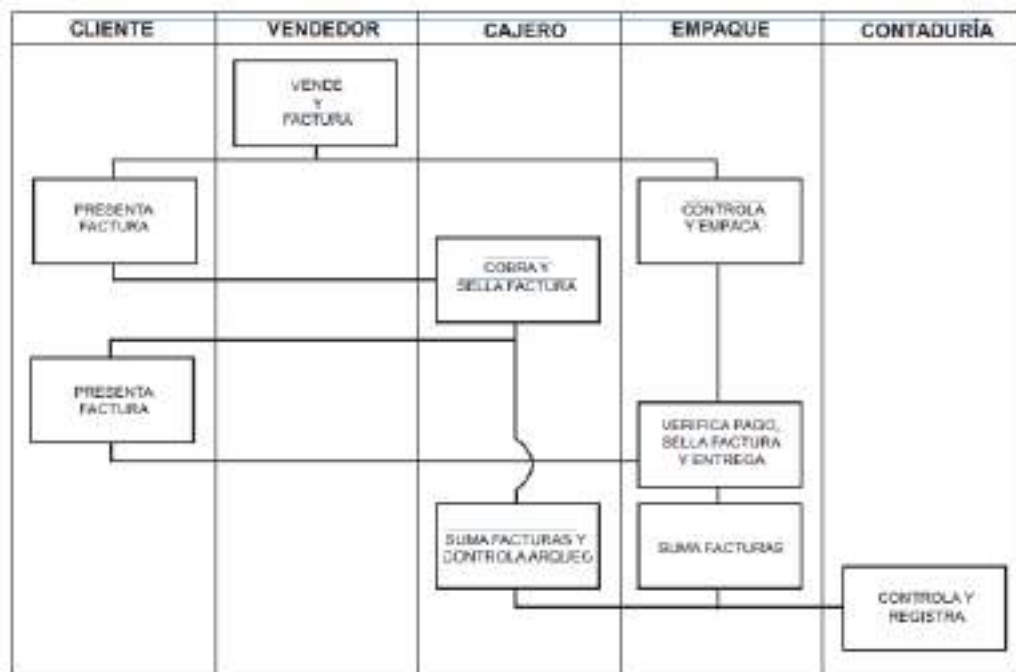 CLIENTE
VENDEDOR
CAJERO
EMPAQUE
CONTADURÍA
VENDE
Y
FACTURA
PRESENTA
FACTURA
CONTROLA
Y EMPACA
COBRA Y
SELLA FACTURA
PRESENTA
FACTURA
VERIFICA PAGO,
SELLA FACTURA
Y ENTREGA
SUMA FACTURAS Y
CONTROLA ARQUEO
SUMA FACTURAS
CONTROLA Y
REGISTRA